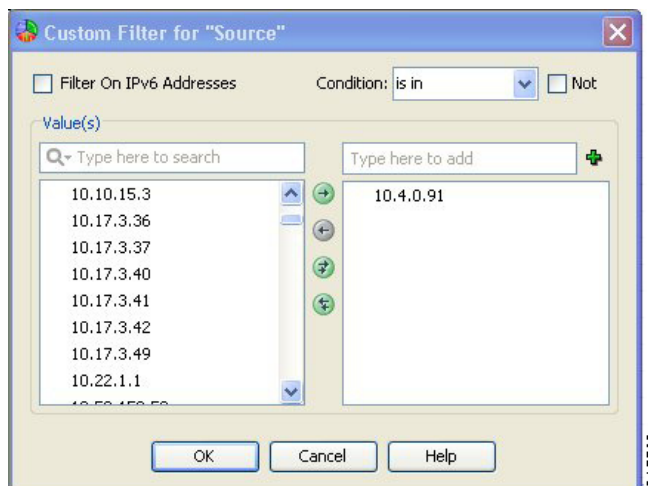 Custom Filter for "Source"
Filter On IPv6 Addresses
Condition: is in
Not
Value(s)
Type here to search
Type here to add
10.10.15.3
10.17.3.36
10.17.3.37
10.17.3.40
10.17.3.41
10.17.3.42
10.17.3.49
10.22.1.1
10.4.0.91
OK
Cancel
Help